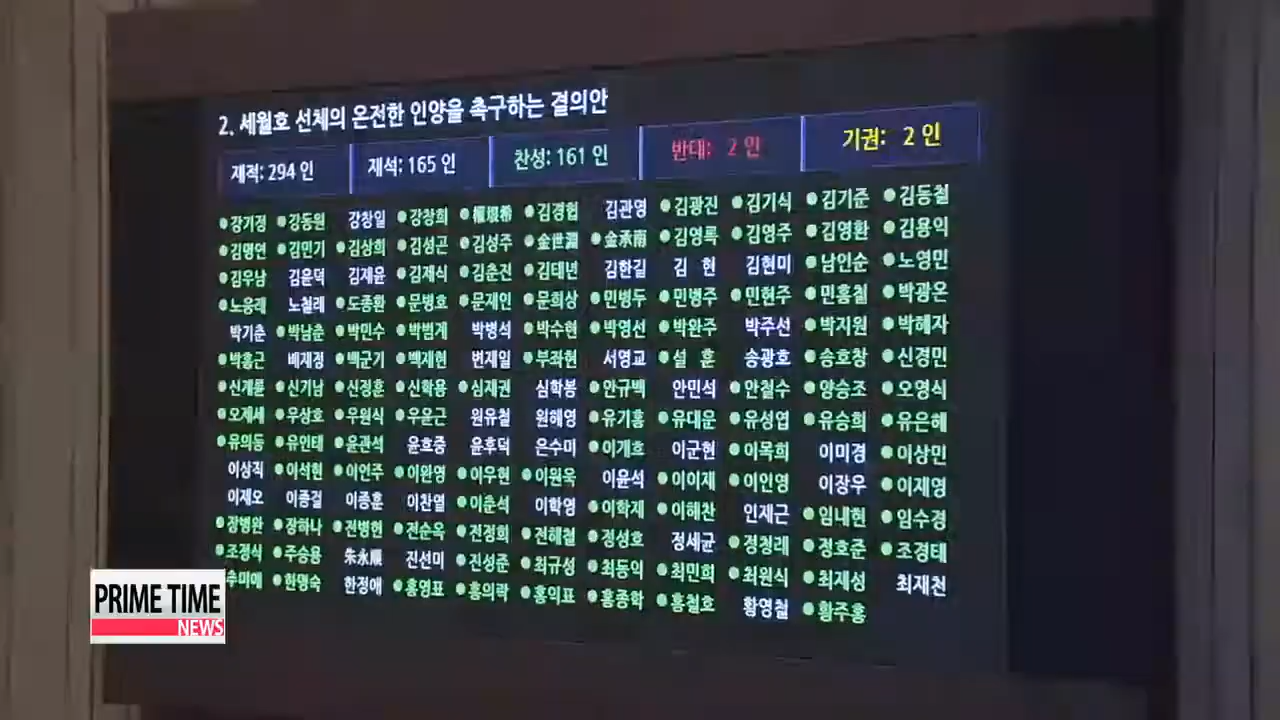 2. 세월호 선체의 온전한 인양을 촉구하는 결의안
재적: 294 인 재석: 165 인 찬성: 161 인 반대: 2 인 기권: 2 인
강기정 강동원 강창일 강창희 權垠希 김경협 김관영 김광진 김기식 김기준 김동철
김명연 김민기 김상희 김성곤 김성주 金世淵 金承南 김영록 김영주 김영환 김용익
김우남 김윤덕 김제윤 김제식 김춘진 김태년 김한길 김 현 김현미 남인순 노영민
노웅래 노철래 도종환 문병호 문재인 문희상 민병두 민병주 민현주 민홍철 박광온
박기춘 박남춘 박민수 박범계 박병석 박수현 박영선 박완주 박주선 박지원 박혜자
박홍근 배재정 백군기 백재현 변재일 부좌현 서영교 설 훈 송광호 송호창 신경민
신계륜 신기남 신정훈 신학용 심재권 심학봉 안규백 안민석 안철수 양승조 오영식
오제세 우상호 우원식 우윤근 원유철 원혜영 유기홍 유대운 유성엽 유승희 유은혜
유의동 유인태 윤관석 윤호중 윤후덕 은수미 이개호 이군현 이목희 이미경 이상민
이상직 이석현 이언주 이완영 이우현 이원욱 이윤석 이이재 이인영 이장우 이재영
이재오 이종걸 이종훈 이찬열 이춘석 이학영 이학재 이해찬 인재근 임내현 임수경
장병완 장하나 전병헌 전순옥 전정희 전해철 정성호 정세균 정청래 정호준 조경태
조정식 주승용 朱永順 진선미 진성준 최규성 최동익 최민희 최원식 최재성 최재천
추미애 한명숙 한정애 홍영표 홍의락 홍익표 홍종학 홍철호 황영철 황주홍
PRIME TIME
NEWS